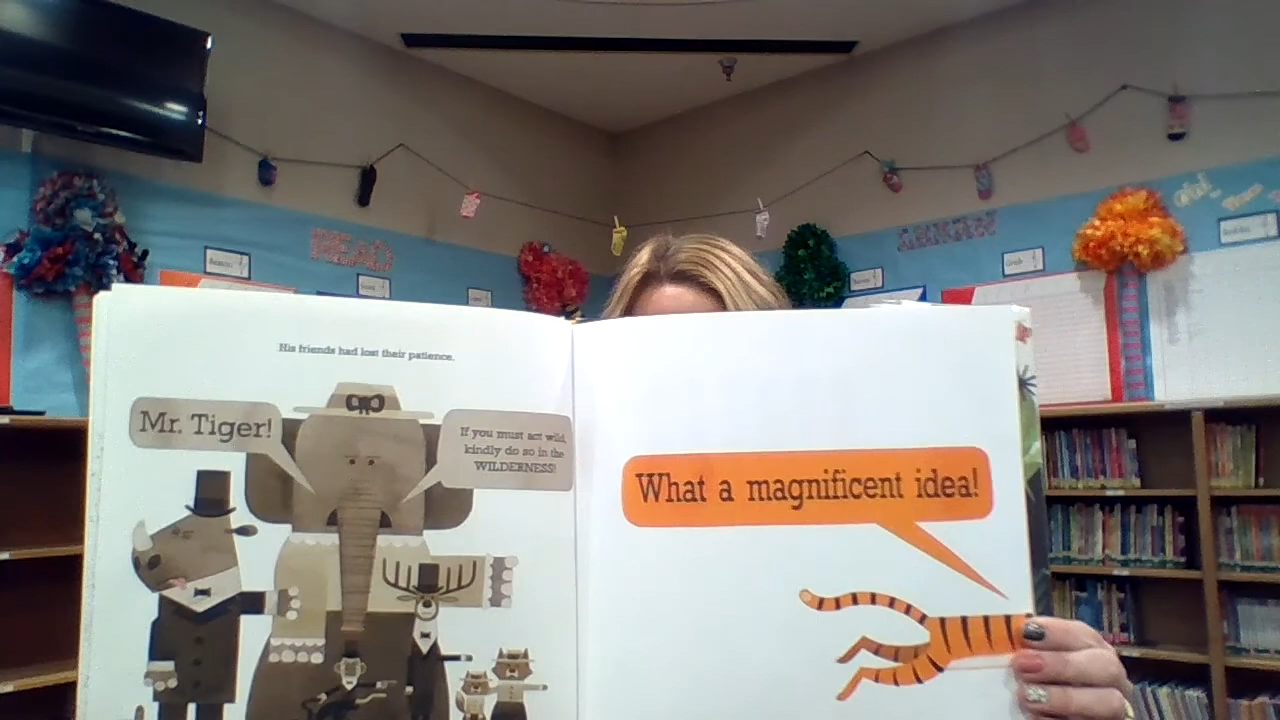 READ
His friends had lost their patience.
Mr. Tiger!
If you must act wild,
kindly do so in the
WILDERNESS!
What a magnificent idea!